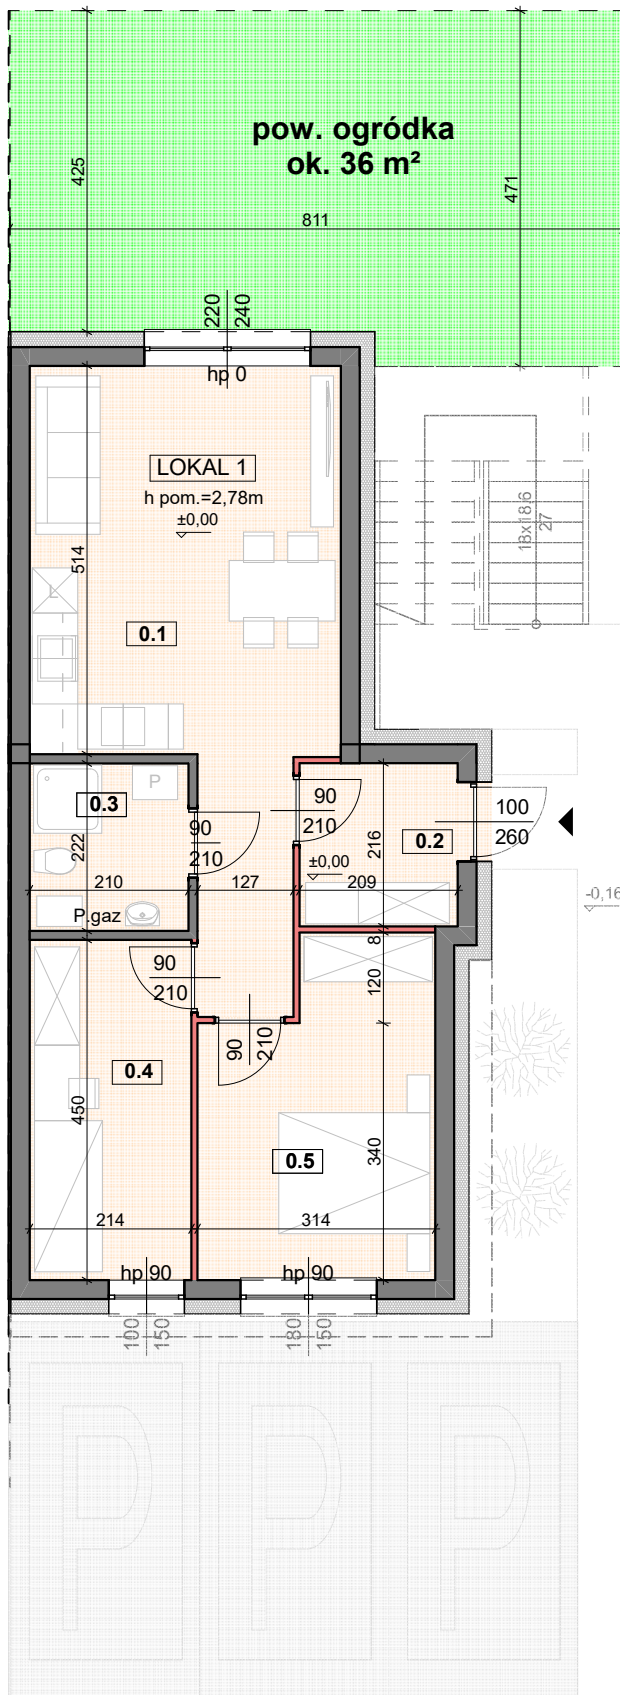 pow. ogródka
ok. 36 m²
425
471
811
220
240
hp 0
LOKAL 1
h pom.=2,78m
±0,00
18x18,6
27
514
L
0.1
0.3
P
90
210
100
260
0.2
222
90
210
216
±0,00
-0,16
210
127
209
P.gaz
8
90
210
120
90
210
0.4
450
0.5
340
214
314
hp 90
hp 90
100
150
180
150
P
P
P